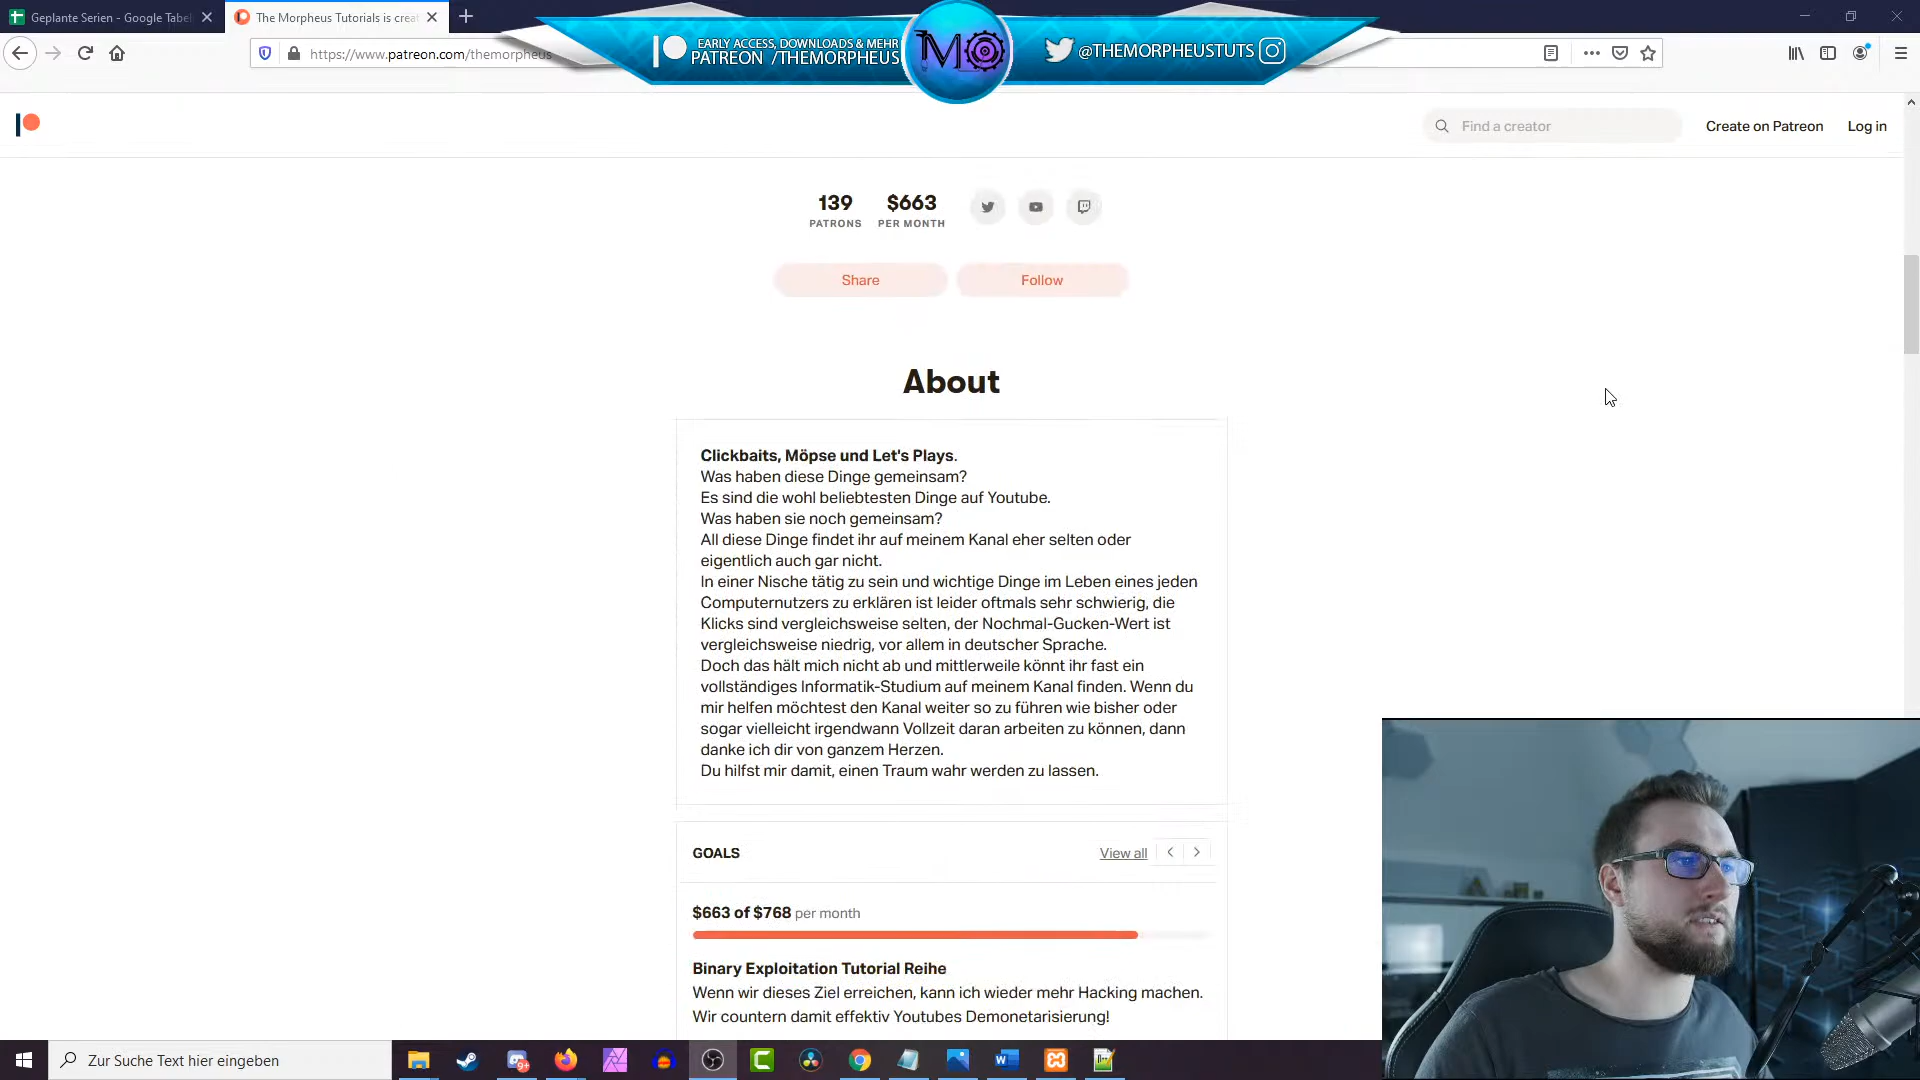 Geplante Serien - Google Tabel
The Morpheus Tutorials is creat
https://www.patreon.com/themorpheus
EARLY ACCESS, DOWNLOADS & MEHR
PATREON /THEMORPHEUS
MO
@THEMORPHEUSTUTS
Find a creator
Create on Patreon
Log in
139
PATRONS
$663
PER MONTH
Share
Follow
About
Clickbaits, Möpse und Let's Plays.
Was haben diese Dinge gemeinsam?
Es sind die wohl beliebtesten Dinge auf Youtube.
Was haben sie noch gemeinsam?
All diese Dinge findet ihr auf meinem Kanal eher selten oder
eigentlich auch gar nicht.
In einer Nische tätig zu sein und wichtige Dinge im Leben eines jeden
Computernutzers zu erklären ist leider oftmals sehr schwierig, die
Klicks sind vergleichsweise selten, der Nochmal-Gucken-Wert ist
vergleichsweise niedrig, vor allem in deutscher Sprache.
Doch das hält mich nicht ab und mittlerweile könnt ihr fast ein
vollständiges Informatik-Studium auf meinem Kanal finden. Wenn du
mir helfen möchtest den Kanal weiter so zu führen wie bisher oder
sogar vielleicht irgendwann Vollzeit daran arbeiten zu können, dann
danke ich dir von ganzem Herzen.
Du hilfst mir damit, einen Traum wahr werden zu lassen.
GOALS
View all
$663 of $768 per month
Binary Exploitation Tutorial Reihe
Wenn wir dieses Ziel erreichen, kann ich wieder mehr Hacking machen.
Wir countern damit effektiv Youtubes Demonetarisierung!
Zur Suche Text hier eingeben